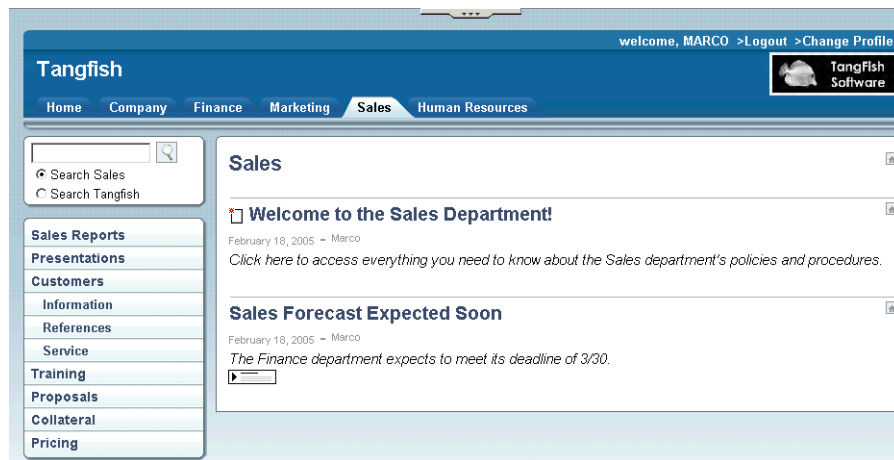 welcome, MARCO >Logout >Change Profile
Tangfish
TangFish
Software
Home Company Finance Marketing Sales Human Resources
Search Sales
Search Tangfish
Sales Reports
Presentations
Customers
Information
References
Service
Training
Proposals
Collateral
Pricing
Sales
Welcome to the Sales Department!
February 18, 2005 - Marco
Click here to access everything you need to know about the Sales department's policies and procedures.
Sales Forecast Expected Soon
February 18, 2005 - Marco
The Finance department expects to meet its deadline of 3/30.